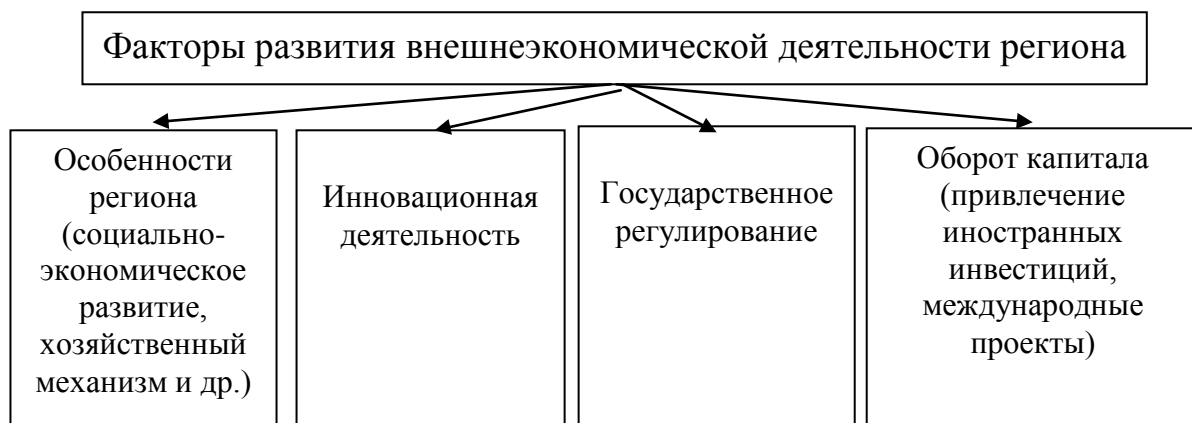 Факторы развития внешнеэкономической деятельности региона
Особенности
региона
(социально-
экономическое
развитие,
хозяйственный
механизм и др.)
Инновационная
деятельность
Государственное
регулирование
Оборот капитала
(привлечение
иностранных
инвестиций,
международные
проекты)